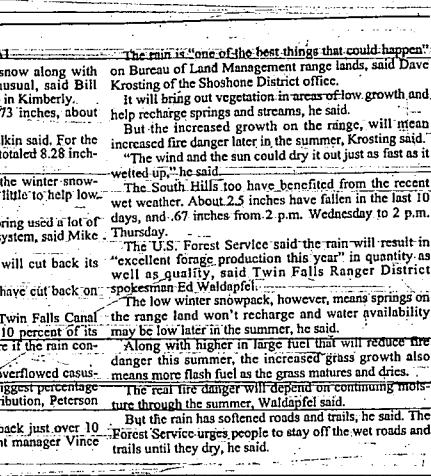 A1
snow along with
nusual, said Bill
in Kimberly.
73 inches, about
lkin said. For the
totaled 8.28 inch-
the winter snow-
little to help low-
pring used a lot of
system, said Mike
will cut back its
have cut back on
Twin Falls Canal
10 percent of its
re if the rain con-
overflowed casus-
iggest percentage
ribution, Peterson
back just over 10
nt manager Vince
The rain is "one of the best things that could happen"
on Bureau of Land Management range lands, said Dave
Krosting of the Shoshone District office.
It will bring out vegetation in areas of low growth and
help recharge springs and streams, he said.
But the increased growth on the range, will mean
increased fire danger later in the summer, Krosting said.
"The wind and the sun could dry it out just as fast as it
wetted up," he said.
The South Hills too have benefited from the recent
wet weather. About 2.5 inches have fallen in the last 10
days, and .67 inches from 2 p.m. Wednesday to 2 p.m.
Thursday.
The U.S. Forest Service said the rain will result in
"excellent forage production this year" in quantity as
well as quality, said Twin Falls Ranger District
spokesman Ed Waldapfel.
The low winter snowpack, however, means springs on
the range land won't recharge and water availability
may be low later in the summer, he said.
Along with higher in large fuel that will reduce fire
danger this summer, the increased grass growth also
means more flash fuel as the grass matures and dries.
The real fire danger will depend on continuing mois-
ture through the summer, Waldapfel said.
But the rain has softened roads and trails, he said. The
Forest Service urges people to stay off the wet roads and
trails until they dry, he said.